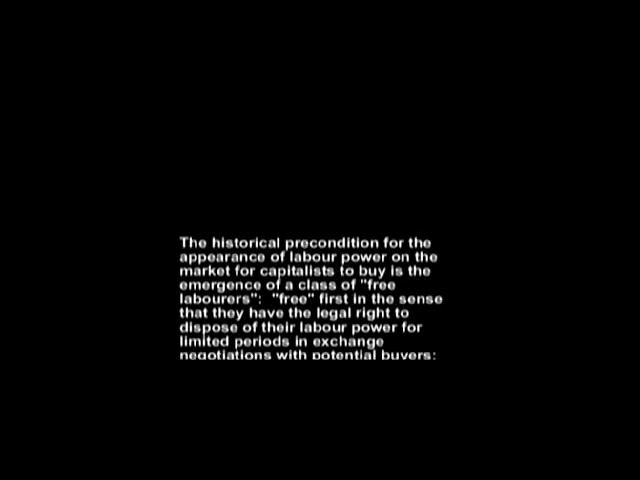 The historical precondition for the
appearance of labour power on the
market for capitalists to buy is the
emergence of a class of "free
labourers":  "free" first in the sense
that they have the legal right to
dispose of their labour power for
limited periods in exchange
negotiations with potential buyers;